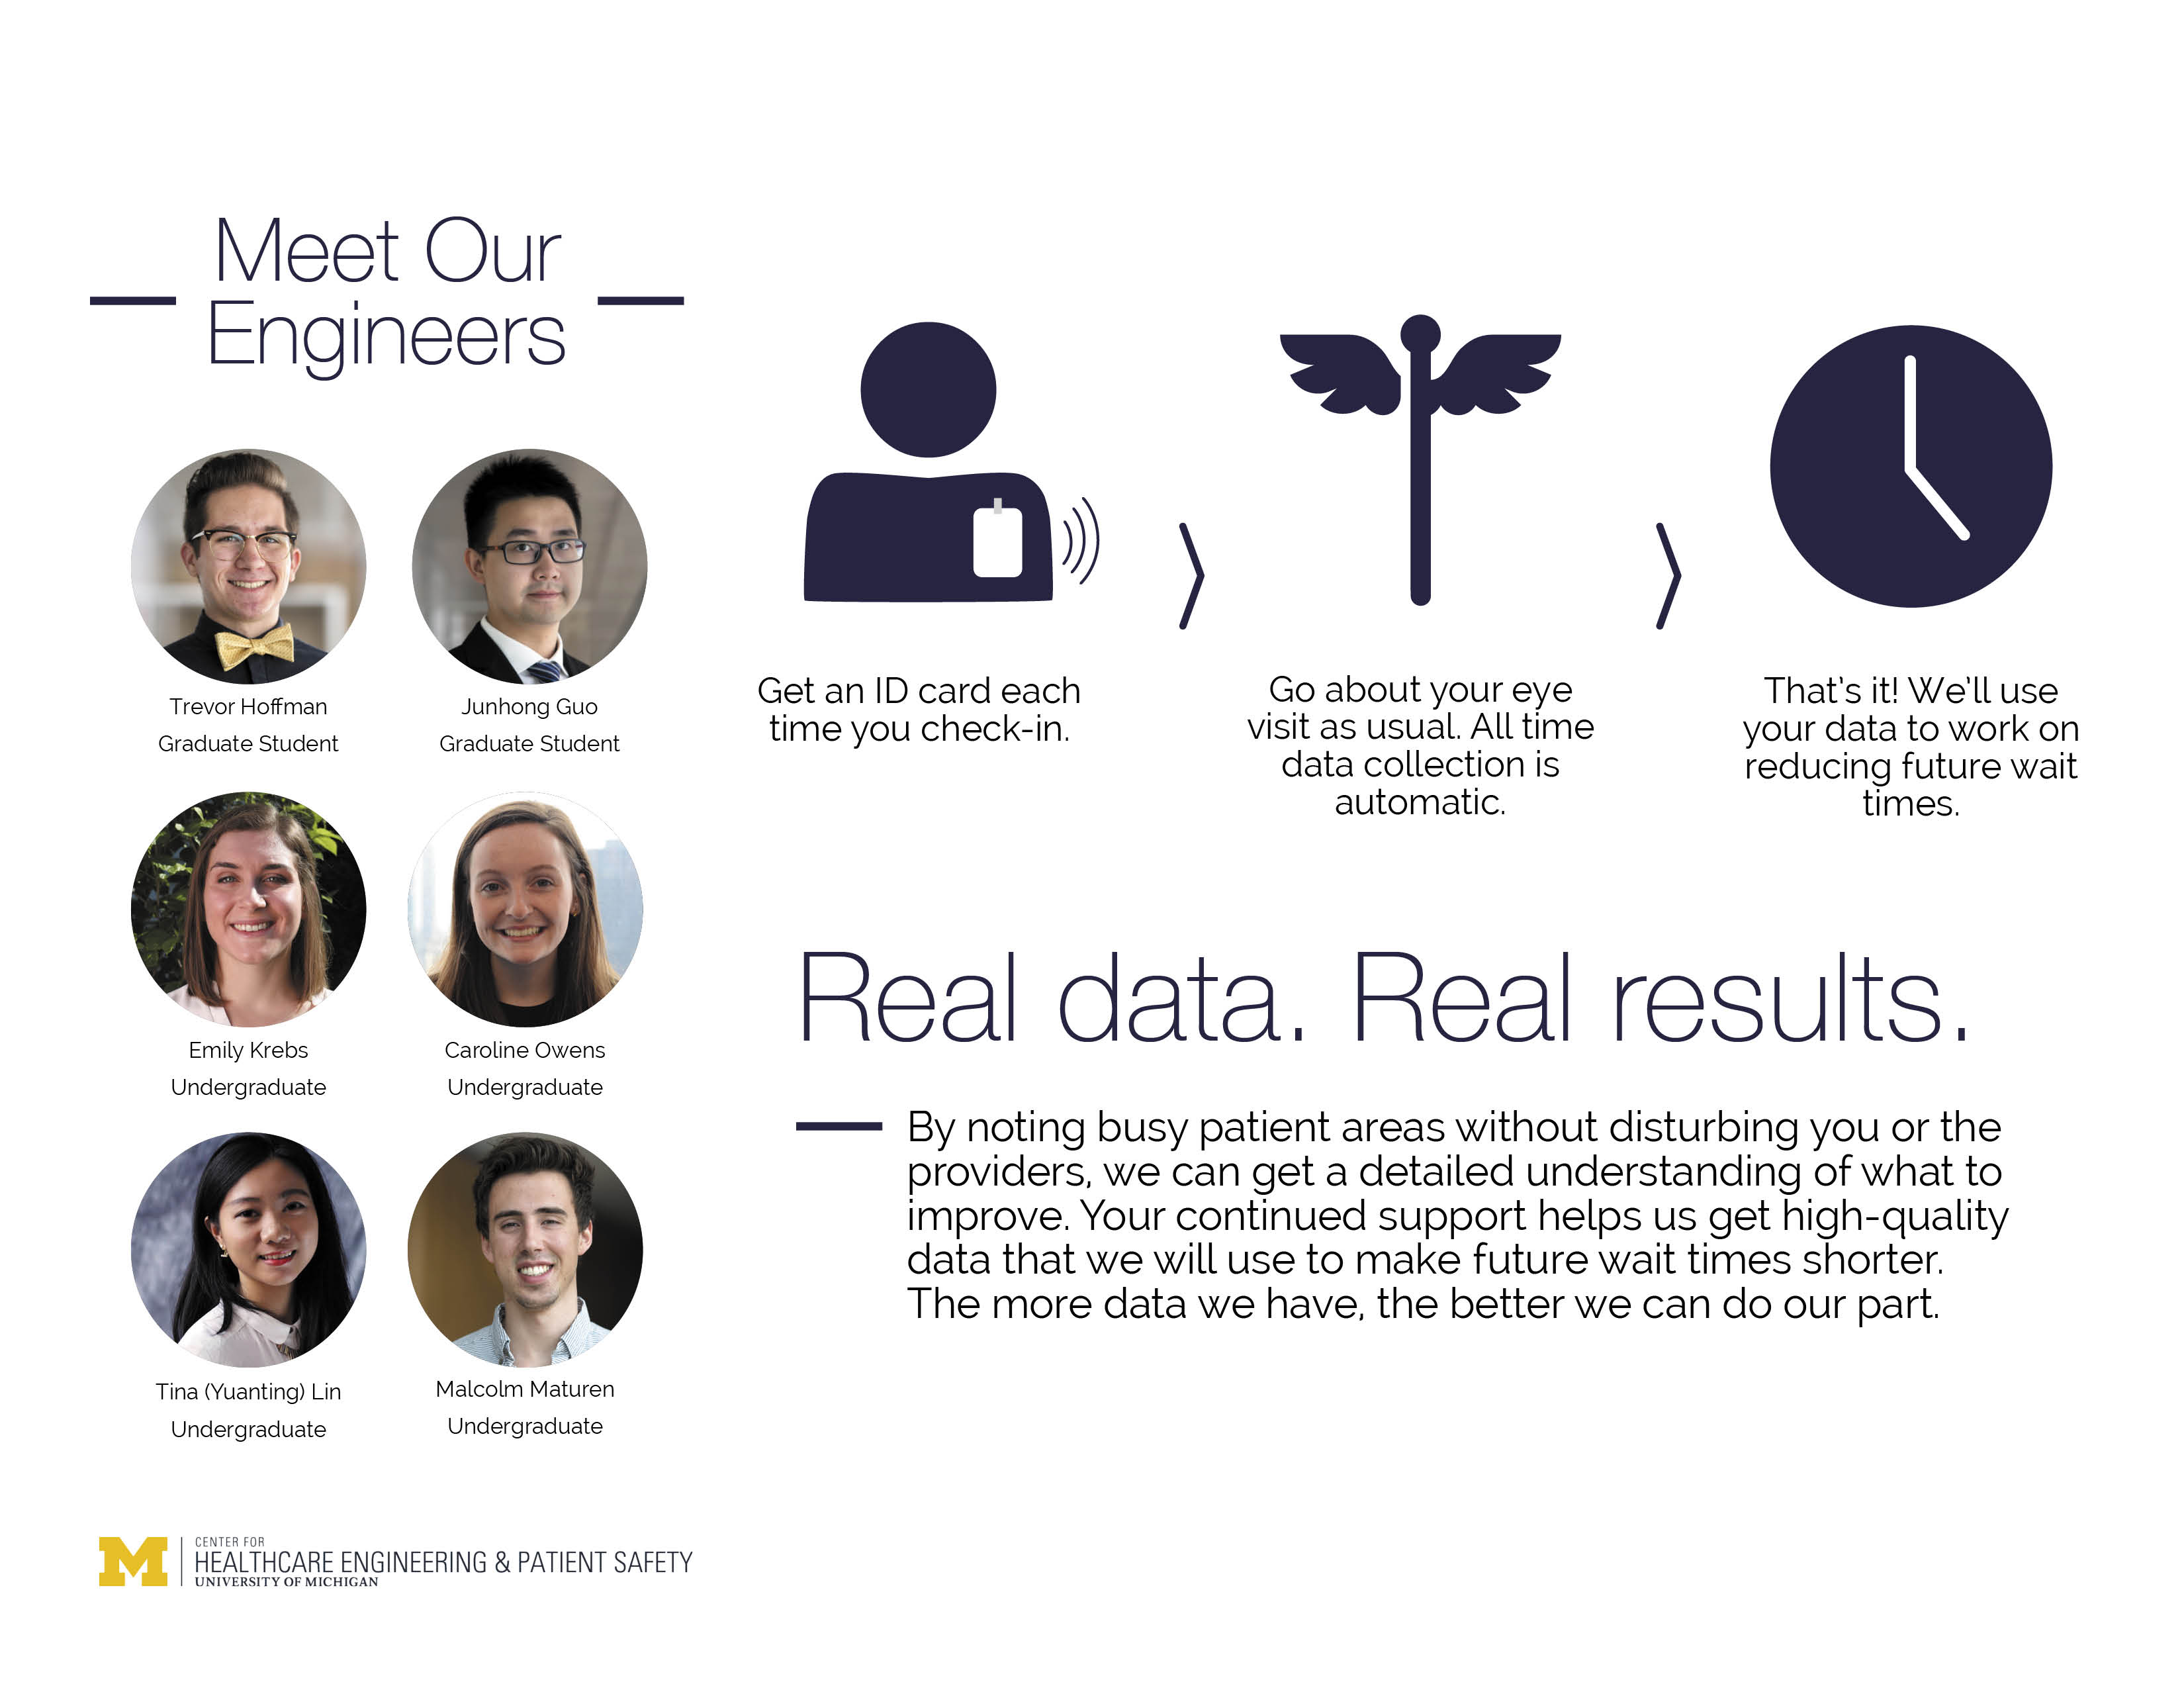 Meet Our
Engineers
Trevor Hoffman
Graduate Student
Junhong Guo
Graduate Student
Emily Krebs
Undergraduate
Caroline Owens
Undergraduate
Tina (Yuanting) Lin
Undergraduate
Malcolm Maturen
Undergraduate
Get an ID card each
time you check-in.
Go about your eye
visit as usual. All time
data collection is
automatic.
That's it! We'll use
your data to work on
reducing future wait
times.
Real data. Real results.
By noting busy patient areas without disturbing you or the
providers, we can get a detailed understanding of what to
improve. Your continued support helps us get high-quality
data that we will use to make future wait times shorter.
The more data we have, the better we can do our part.
M
CENTER FOR
HEALTHCARE ENGINEERING & PATIENT SAFETY
UNIVERSITY OF MICHIGAN